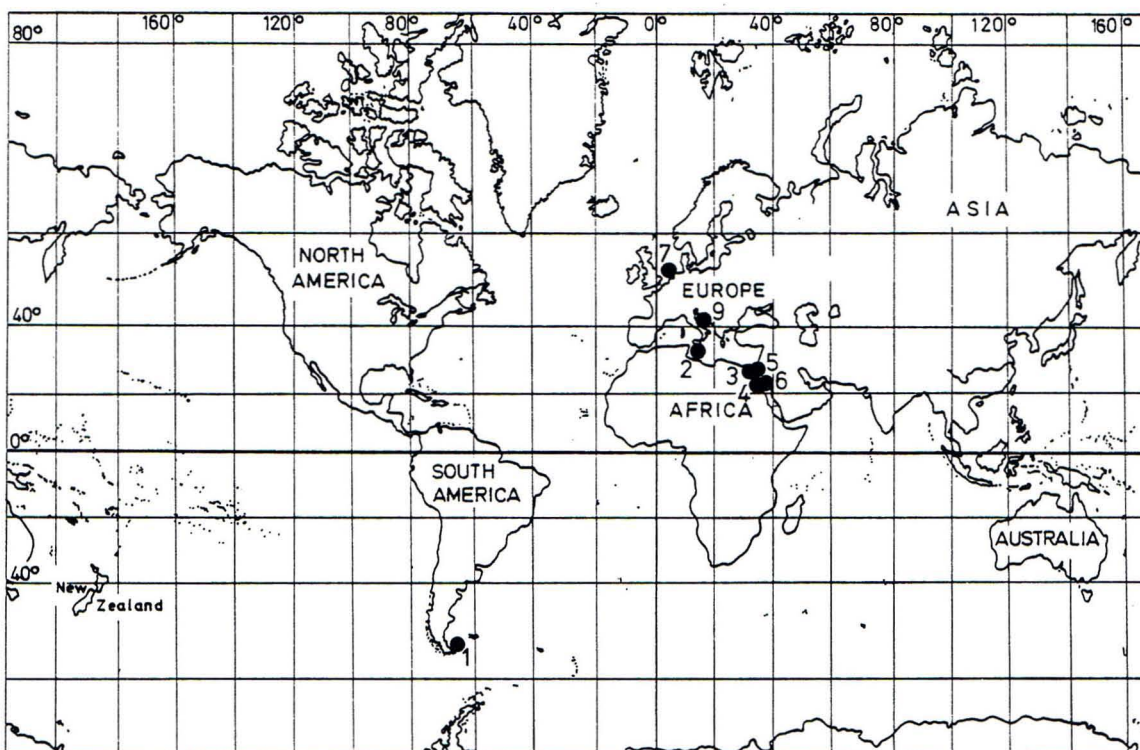 160° 120° 80° 40° 0° 40° 80° 120° 160°
80°
ASIA
NORTH
AMERICA
7
EUROPE
9
40°
2
5
3
6
4
AFRICA
0°
SOUTH
AMERICA
AUSTRALIA
40°
New
Zealand
1